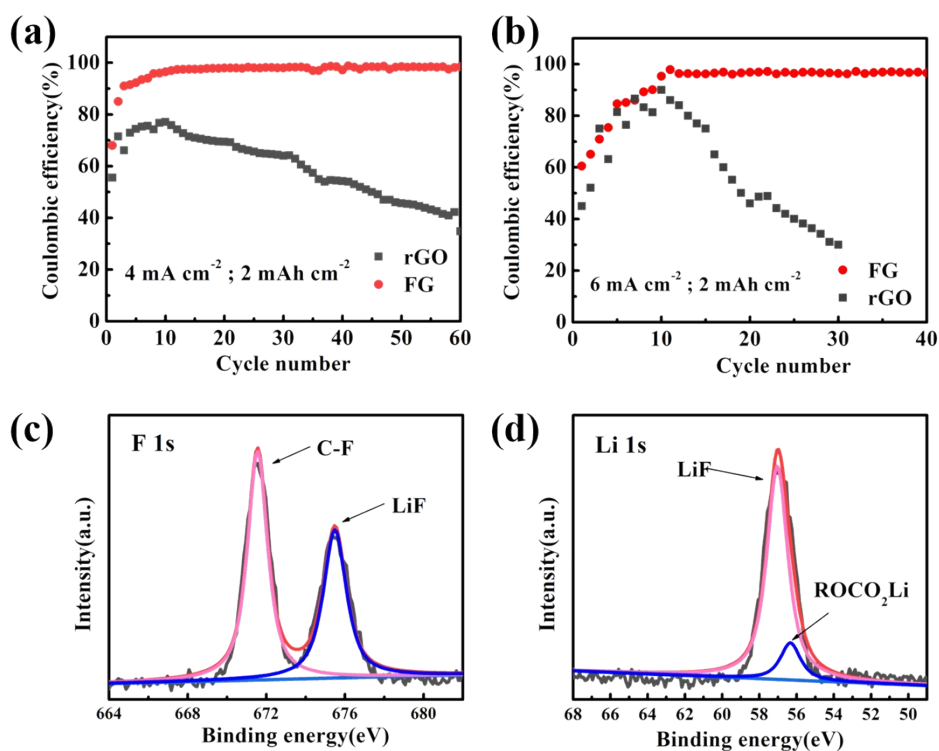 (a)
Coulombic efficiency(%)
100
80
60
40
20
0
rGO
FG
4 mA cm-2 ; 2 mAh cm-2
0 10 20 30 40 50 60
Cycle number
(b)
Coulombic efficiency(%)
100
80
60
40
20
0
FG
rGO
6 mA cm-2 ; 2 mAh cm-2
0 10 20 30 40
Cycle number
(c)
F 1s
C-F
LiF
Intensity(a.u.)
664 668 672 676 680
Binding energy(eV)
(d)
Li 1s
LiF
ROCO2Li
Intensity(a.u.)
68 66 64 62 60 58 56 54 52 50
Binding energy(eV)